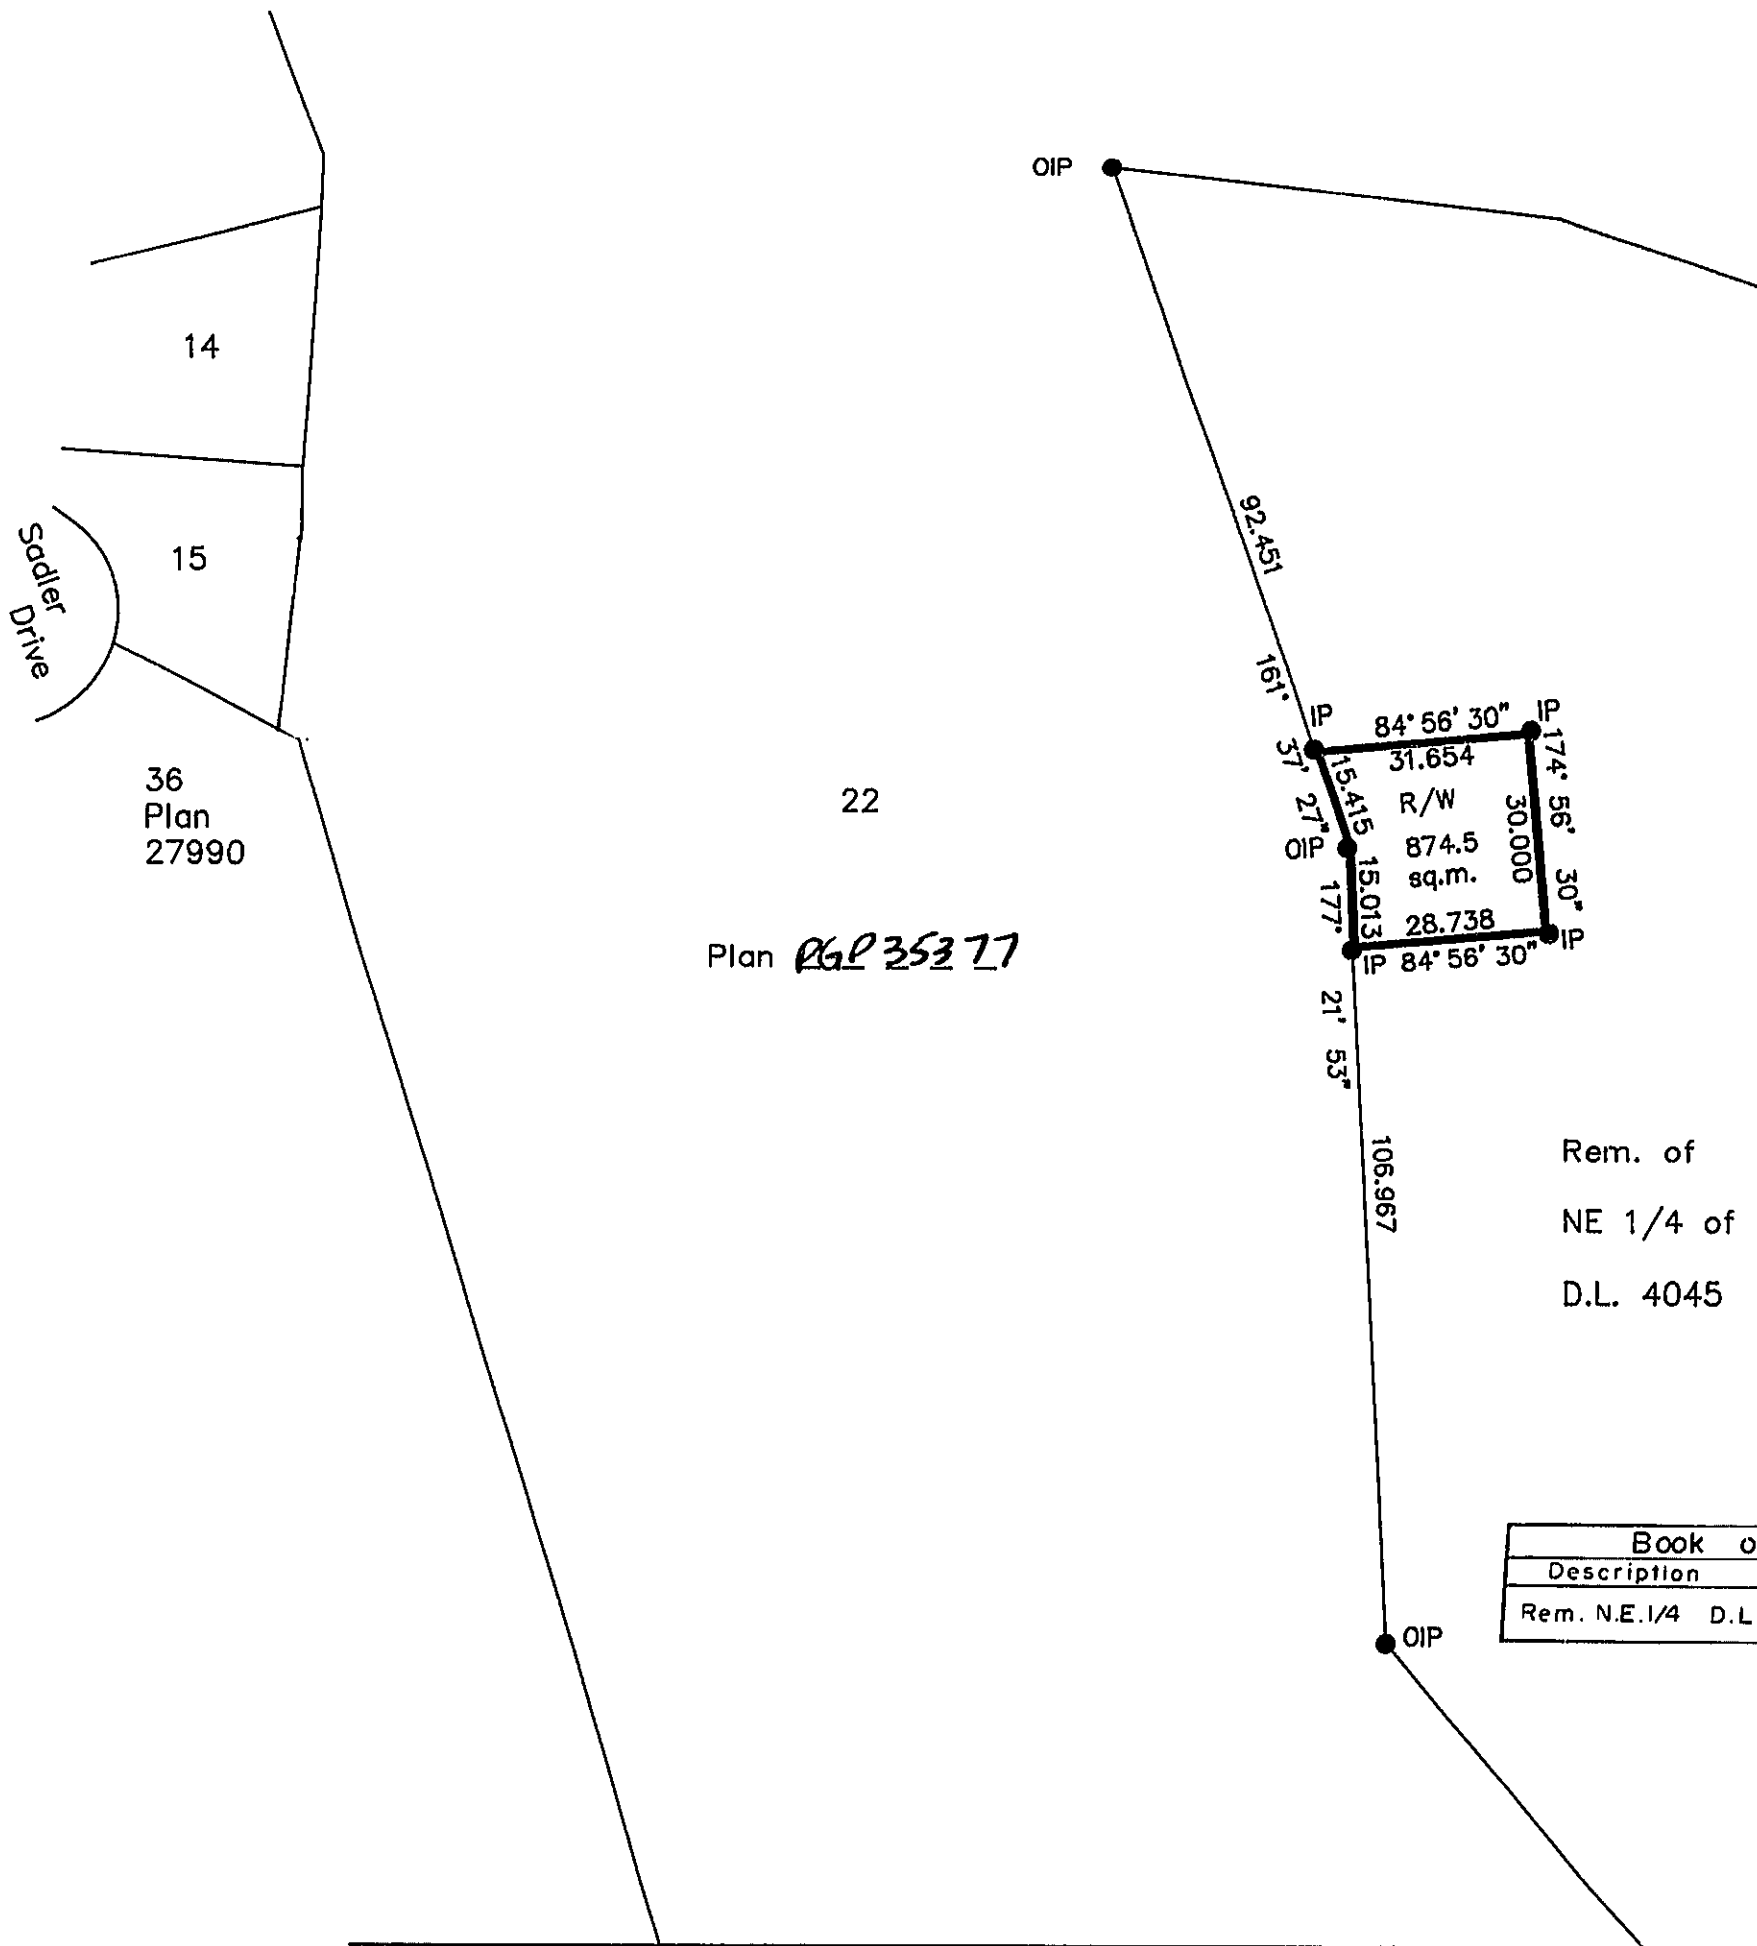 OIP
14
92.451
Sadler
Drive
15
161° 37' 27"
IP
84° 56' 30"
IP
31.654
174° 56' 30"
36
Plan
27990
22
15.415
R/W
30.000
OIP
874.5
sq.m.
15.013
177° 21' 53"
28.738
IP
84° 56' 30"
IP
Plan PGP 35377
106.967
Rem. of
NE 1/4 of
D.L. 4045
Book o
Description
Rem. N.E.1/4 D.L
OIP